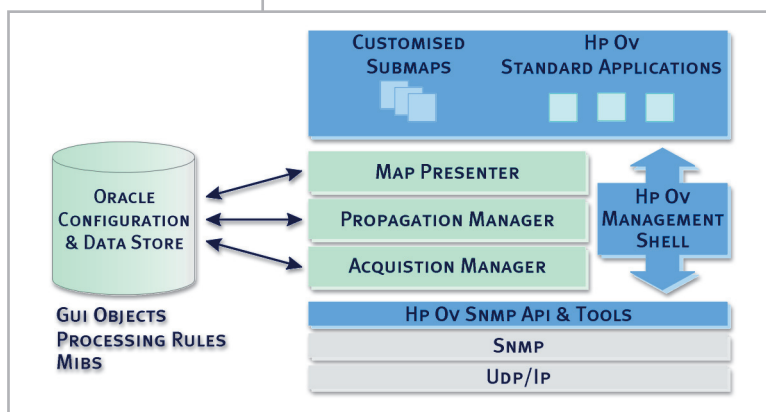 CUSTOMISED
SUBMAPS
HP OV
STANDARD APPLICATIONS
ORACLE
CONFIGURATION
& DATA STORE
MAP PRESENTER
PROPAGATION MANAGER
ACQUISTION MANAGER
HP OV
MANAGEMENT
SHELL
GUI OBJECTS
PROCESSING RULES
MIBS
HP OV SNMP API & TOOLS
SNMP
UDP/IP